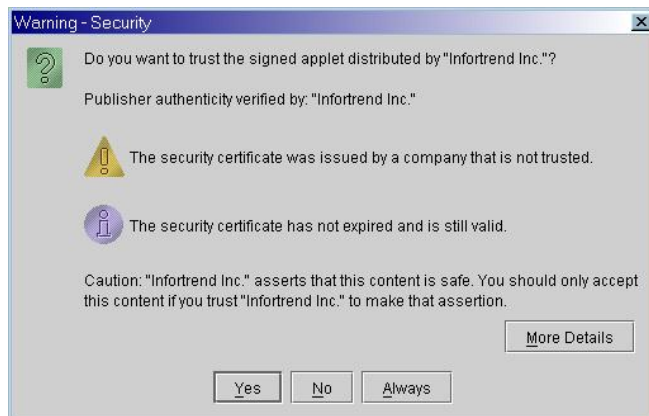 Warning - Security
Do you want to trust the signed applet distributed by "Infortrend Inc."?
Publisher authenticity verified by: "Infortrend Inc."
The security certificate was issued by a company that is not trusted.
The security certificate has not expired and is still valid.
Caution: "Infortrend Inc." asserts that this content is safe. You should only accept
this content if you trust "Infortrend Inc." to make that assertion.
More Details
Yes No Always